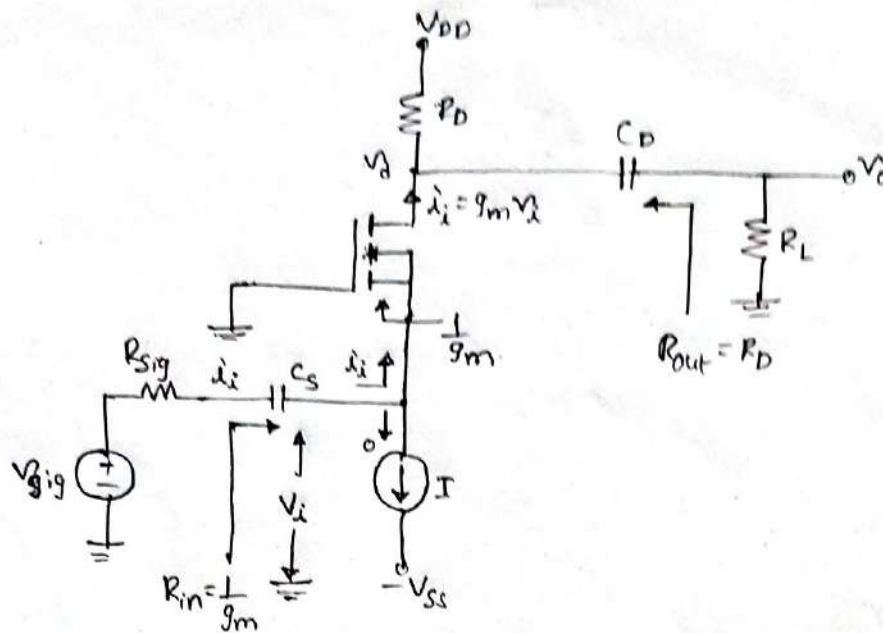 VDD
RD
CD
vd
ii = gm vi
vo
RL
1/gm
Rout = RD
Rsig
ii
Cs
ii
o
vsig
+
−
Vi
I
Rin = 1/gm
−VSS